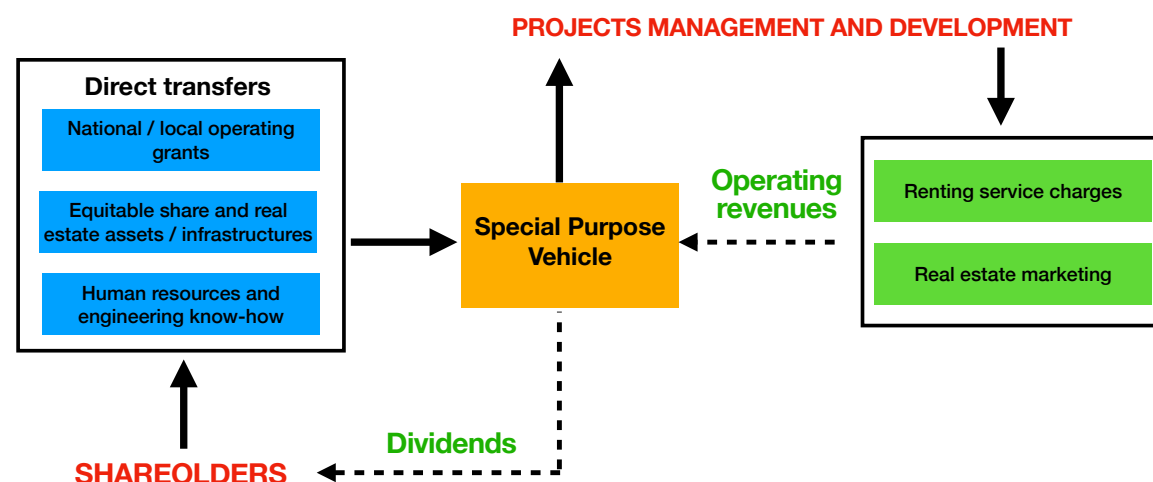 PROJECTS MANAGEMENT AND DEVELOPMENT
Direct transfers
National / local operating
grants
Equitable share and real
estate assets / infrastructures
Human resources and
engineering know-how
Special Purpose
Vehicle
Operating
revenues
Renting service charges
Real estate marketing
Dividends
SHAREOLDERS